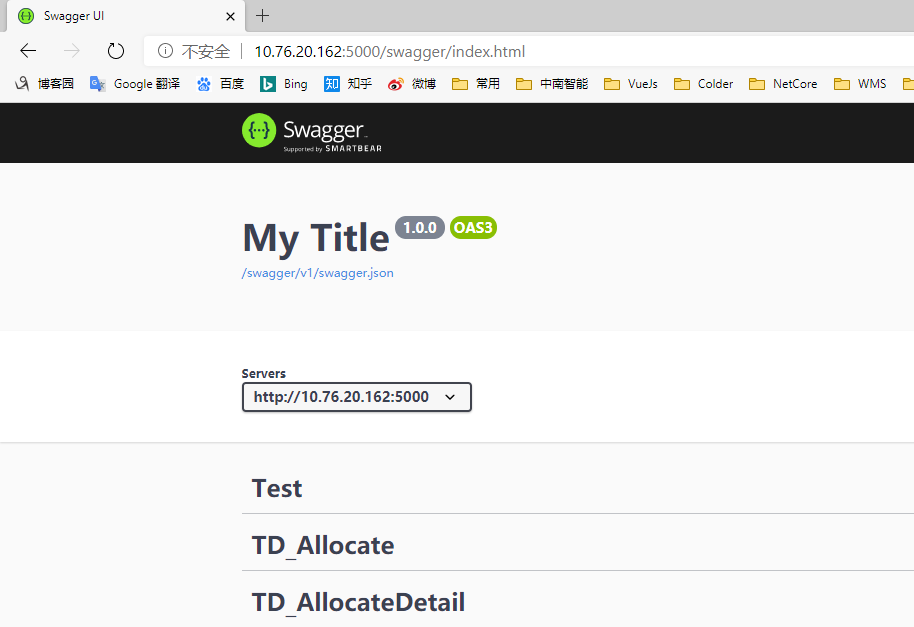 Swagger UI
不安全 10.76.20.162:5000/swagger/index.html
博客园 Google 翻译 百度 Bing 知 知乎 微博 常用 中南智能 VueJs Colder NetCore WMS
{··} Swagger
Supported by SMARTBEAR
My Title 1.0.0 OAS3
/swagger/v1/swagger.json
Servers
http://10.76.20.162:5000
Test
TD_Allocate
TD_AllocateDetail